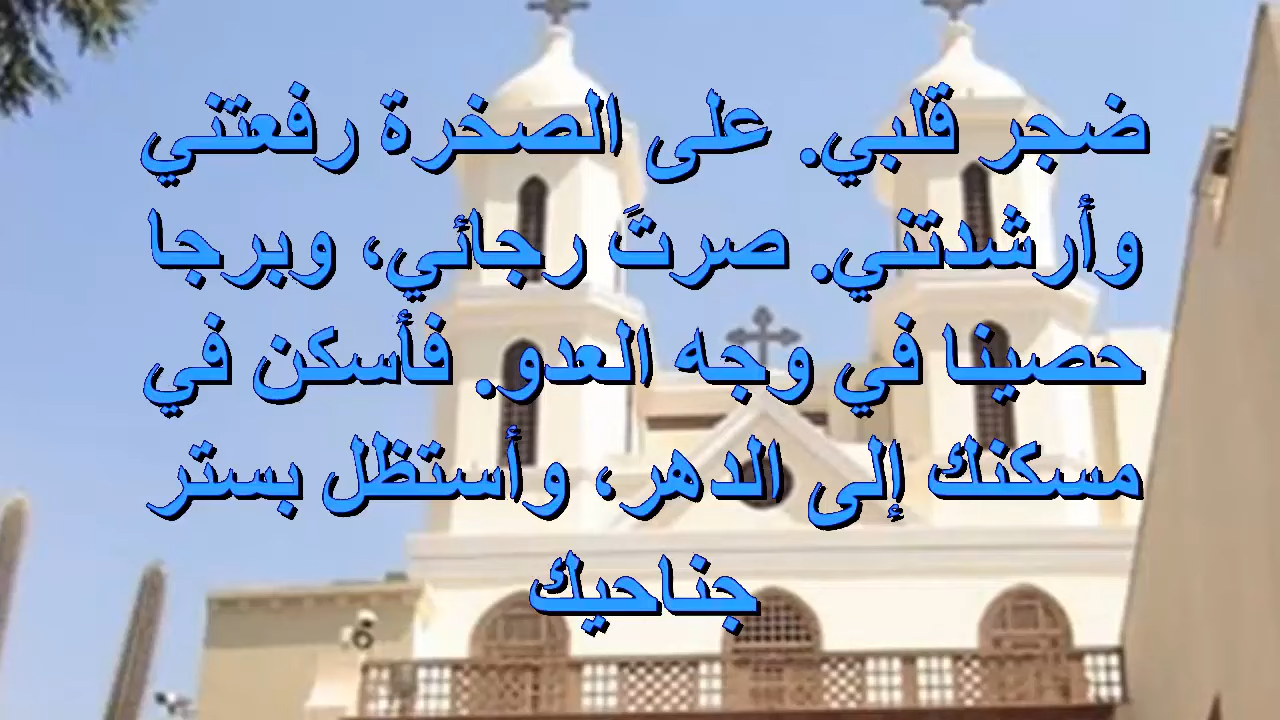 ضجر قلبي. على الصخرة رفعتني
وأرشدتني. صرتَ رجائي، وبرجا
حصينا في وجه العدو. فأسكن في
مسكنك إلى الدهر، وأستظل بستر
جناحيك